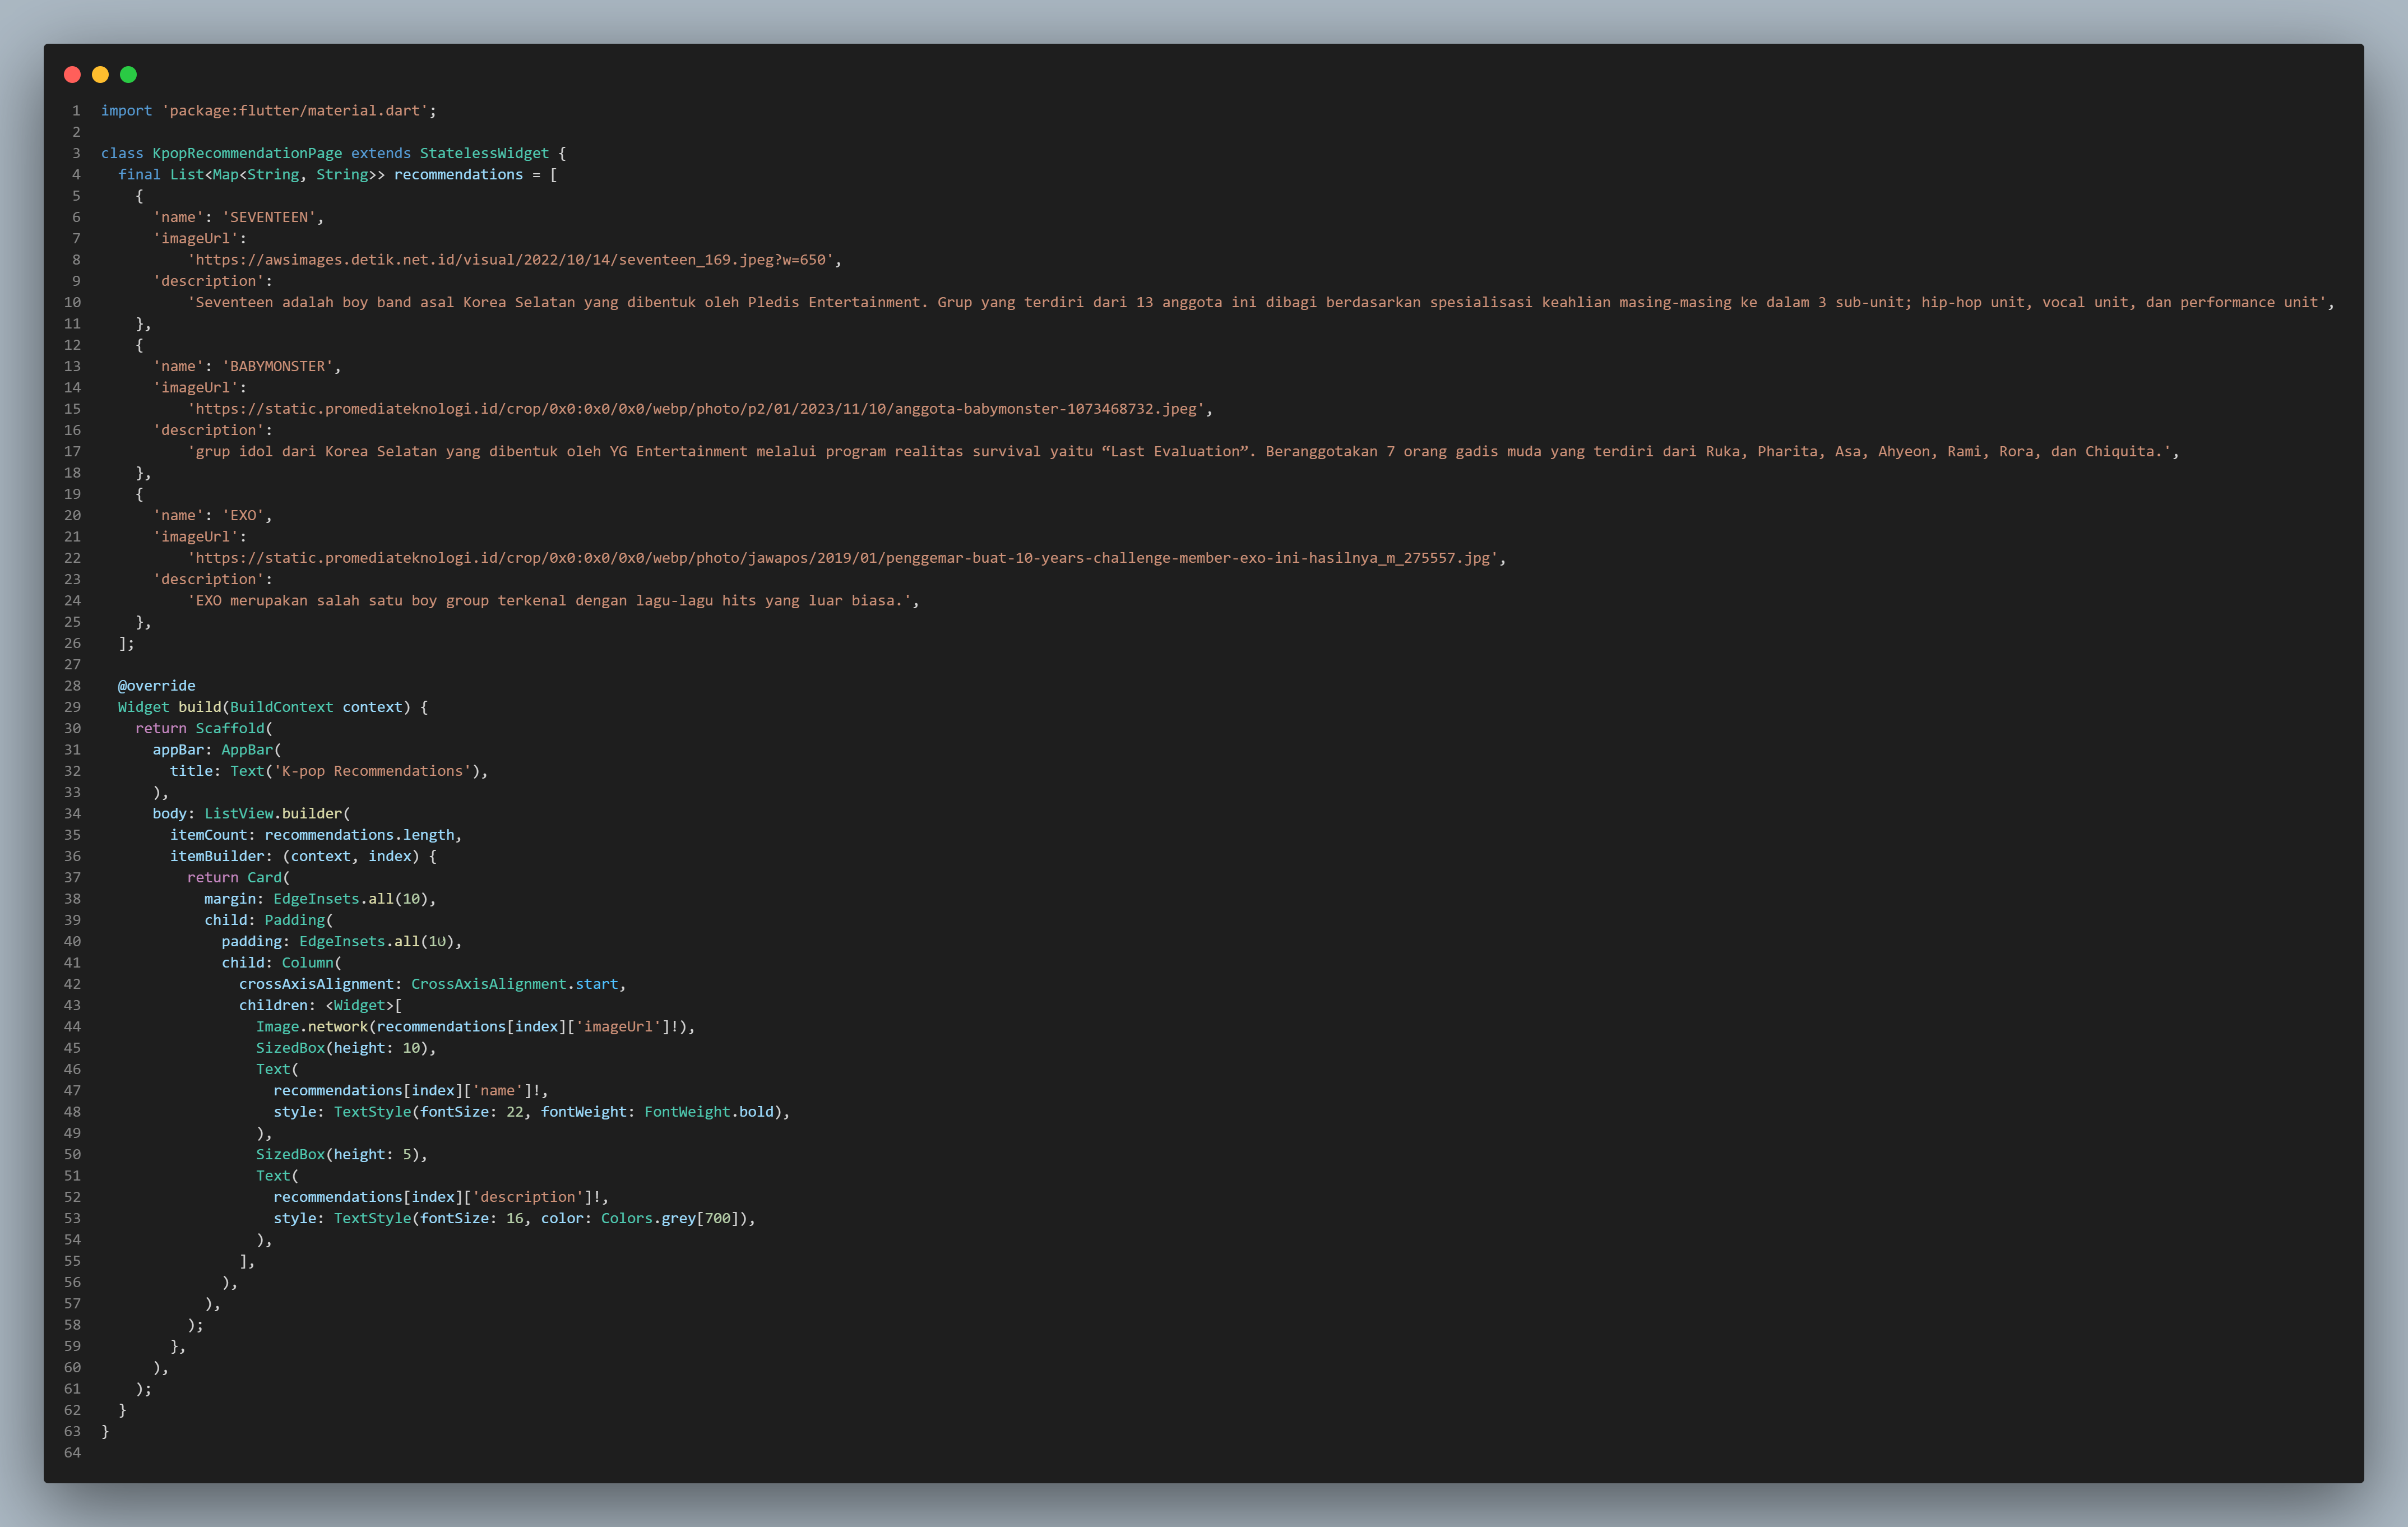 1 import 'package:flutter/material.dart';
2
3 class KpopRecommendationPage extends StatelessWidget {
4   final List<Map<String, String>> recommendations = [
5     {
6       'name': 'SEVENTEEN',
7       'imageUrl':
8           'https://awsimages.detik.net.id/visual/2022/10/14/seventeen_169.jpeg?w=650',
9       'description':
10           'Seventeen adalah boy band asal Korea Selatan yang dibentuk oleh Pledis Entertainment. Grup yang terdiri dari 13 anggota ini dibagi berdasarkan spesialisasi keahlian masing-masing ke dalam 3 sub-unit; hip-hop unit, vocal unit, dan performance unit',
11     },
12     {
13       'name': 'BABYMONSTER',
14       'imageUrl':
15           'https://static.promediateknologi.id/crop/0x0:0x0/0x0/webp/photo/p2/01/2023/11/10/anggota-babymonster-1073468732.jpeg',
16       'description':
17           'grup idol dari Korea Selatan yang dibentuk oleh YG Entertainment melalui program realitas survival yaitu “Last Evaluation”. Beranggotakan 7 orang gadis muda yang terdiri dari Ruka, Pharita, Asa, Ahyeon, Rami, Rora, dan Chiquita.',
18     },
19     {
20       'name': 'EXO',
21       'imageUrl':
22           'https://static.promediateknologi.id/crop/0x0:0x0/0x0/webp/photo/jawapos/2019/01/penggemar-buat-10-years-challenge-member-exo-ini-hasilnya_m_275557.jpg',
23       'description':
24           'EXO merupakan salah satu boy group terkenal dengan lagu-lagu hits yang luar biasa.',
25     },
26   ];
27
28   @override
29   Widget build(BuildContext context) {
30     return Scaffold(
31       appBar: AppBar(
32         title: Text('K-pop Recommendations'),
33       ),
34       body: ListView.builder(
35         itemCount: recommendations.length,
36         itemBuilder: (context, index) {
37           return Card(
38             margin: EdgeInsets.all(10),
39             child: Padding(
40               padding: EdgeInsets.all(10),
41               child: Column(
42                 crossAxisAlignment: CrossAxisAlignment.start,
43                 children: <Widget>[
44                   Image.network(recommendations[index]['imageUrl']!),
45                   SizedBox(height: 10),
46                   Text(
47                     recommendations[index]['name']!,
48                     style: TextStyle(fontSize: 22, fontWeight: FontWeight.bold),
49                   ),
50                   SizedBox(height: 5),
51                   Text(
52                     recommendations[index]['description']!,
53                     style: TextStyle(fontSize: 16, color: Colors.grey[700]),
54                   ),
55                 ],
56               ),
57             ),
58           );
59         },
60       ),
61     );
62   }
63 }
64